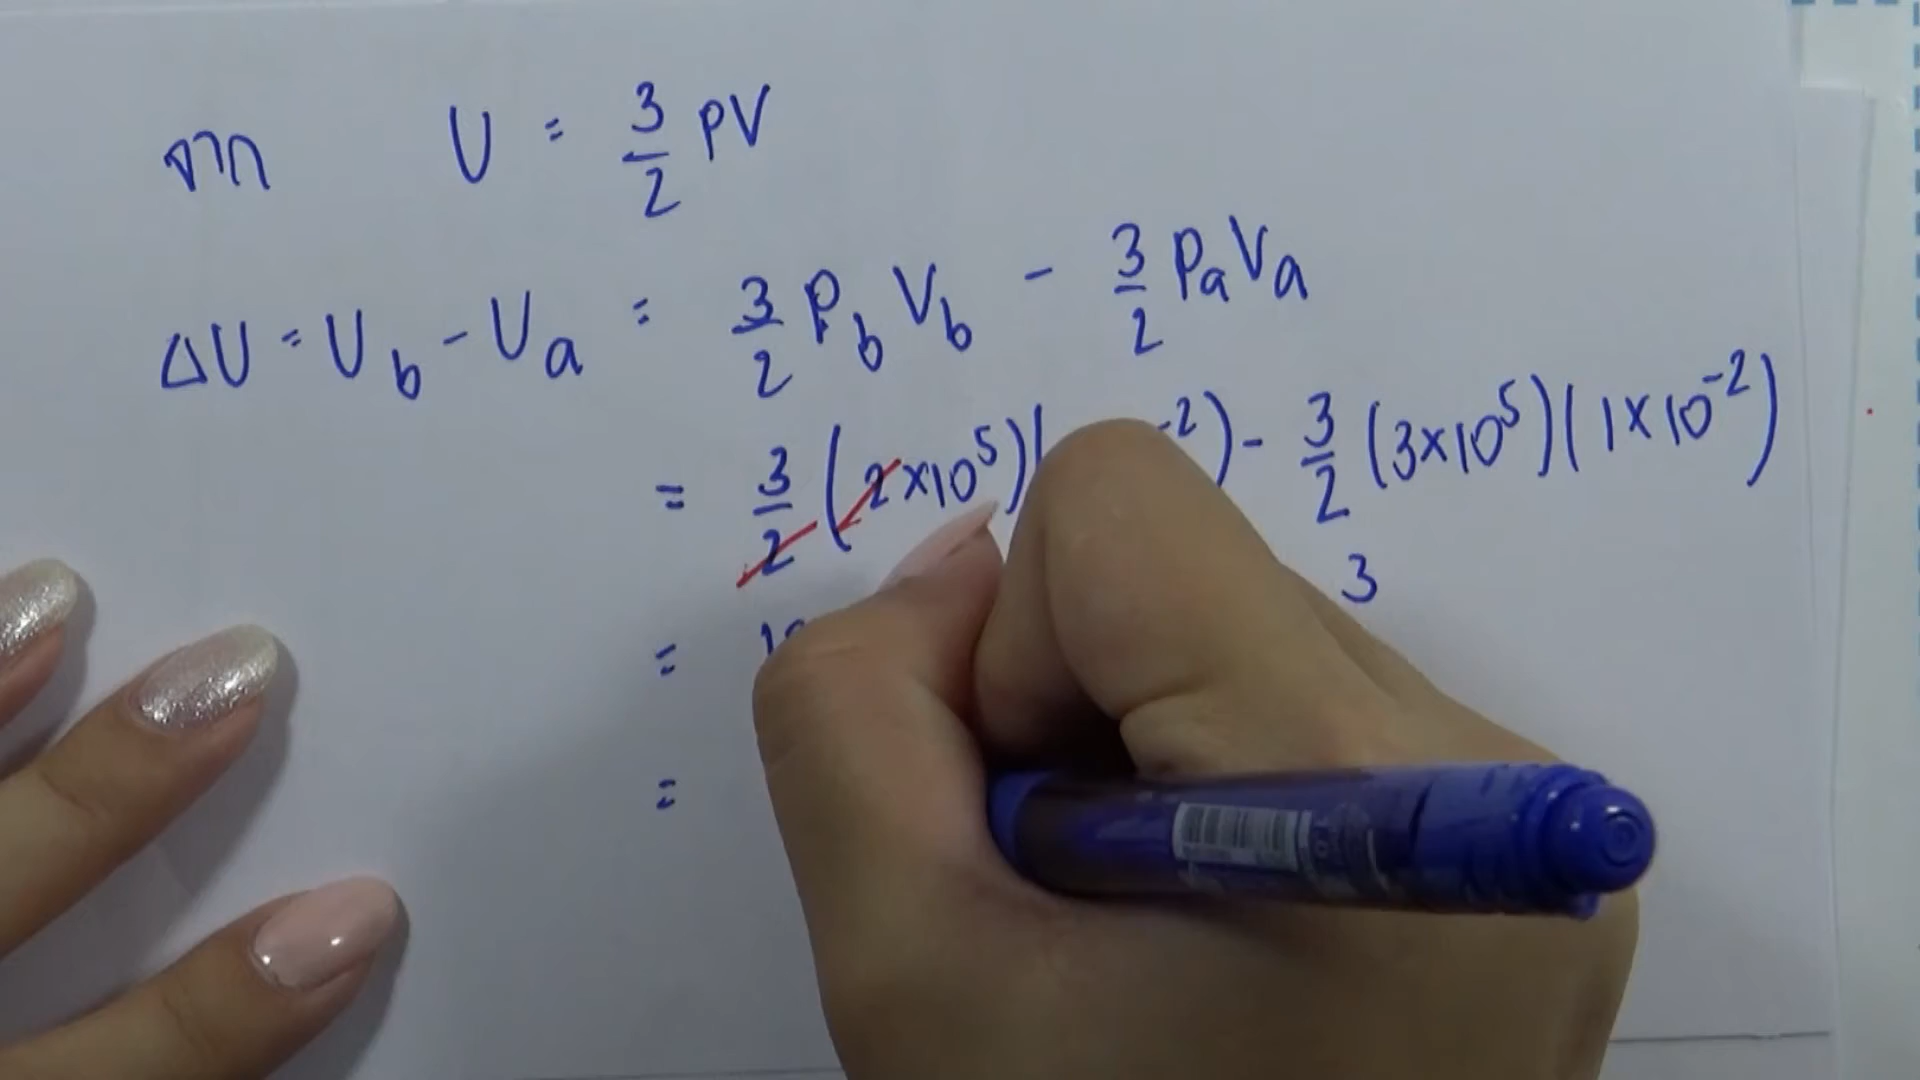 จาก U = 3/2 PV
ΔU = U_b - U_a = 3/2 P_b V_b - 3/2 P_a V_a
= 3/2 (2×10^5)( ^-2) - 3/2 (3×10^5)(1×10^-2)
= 3
=